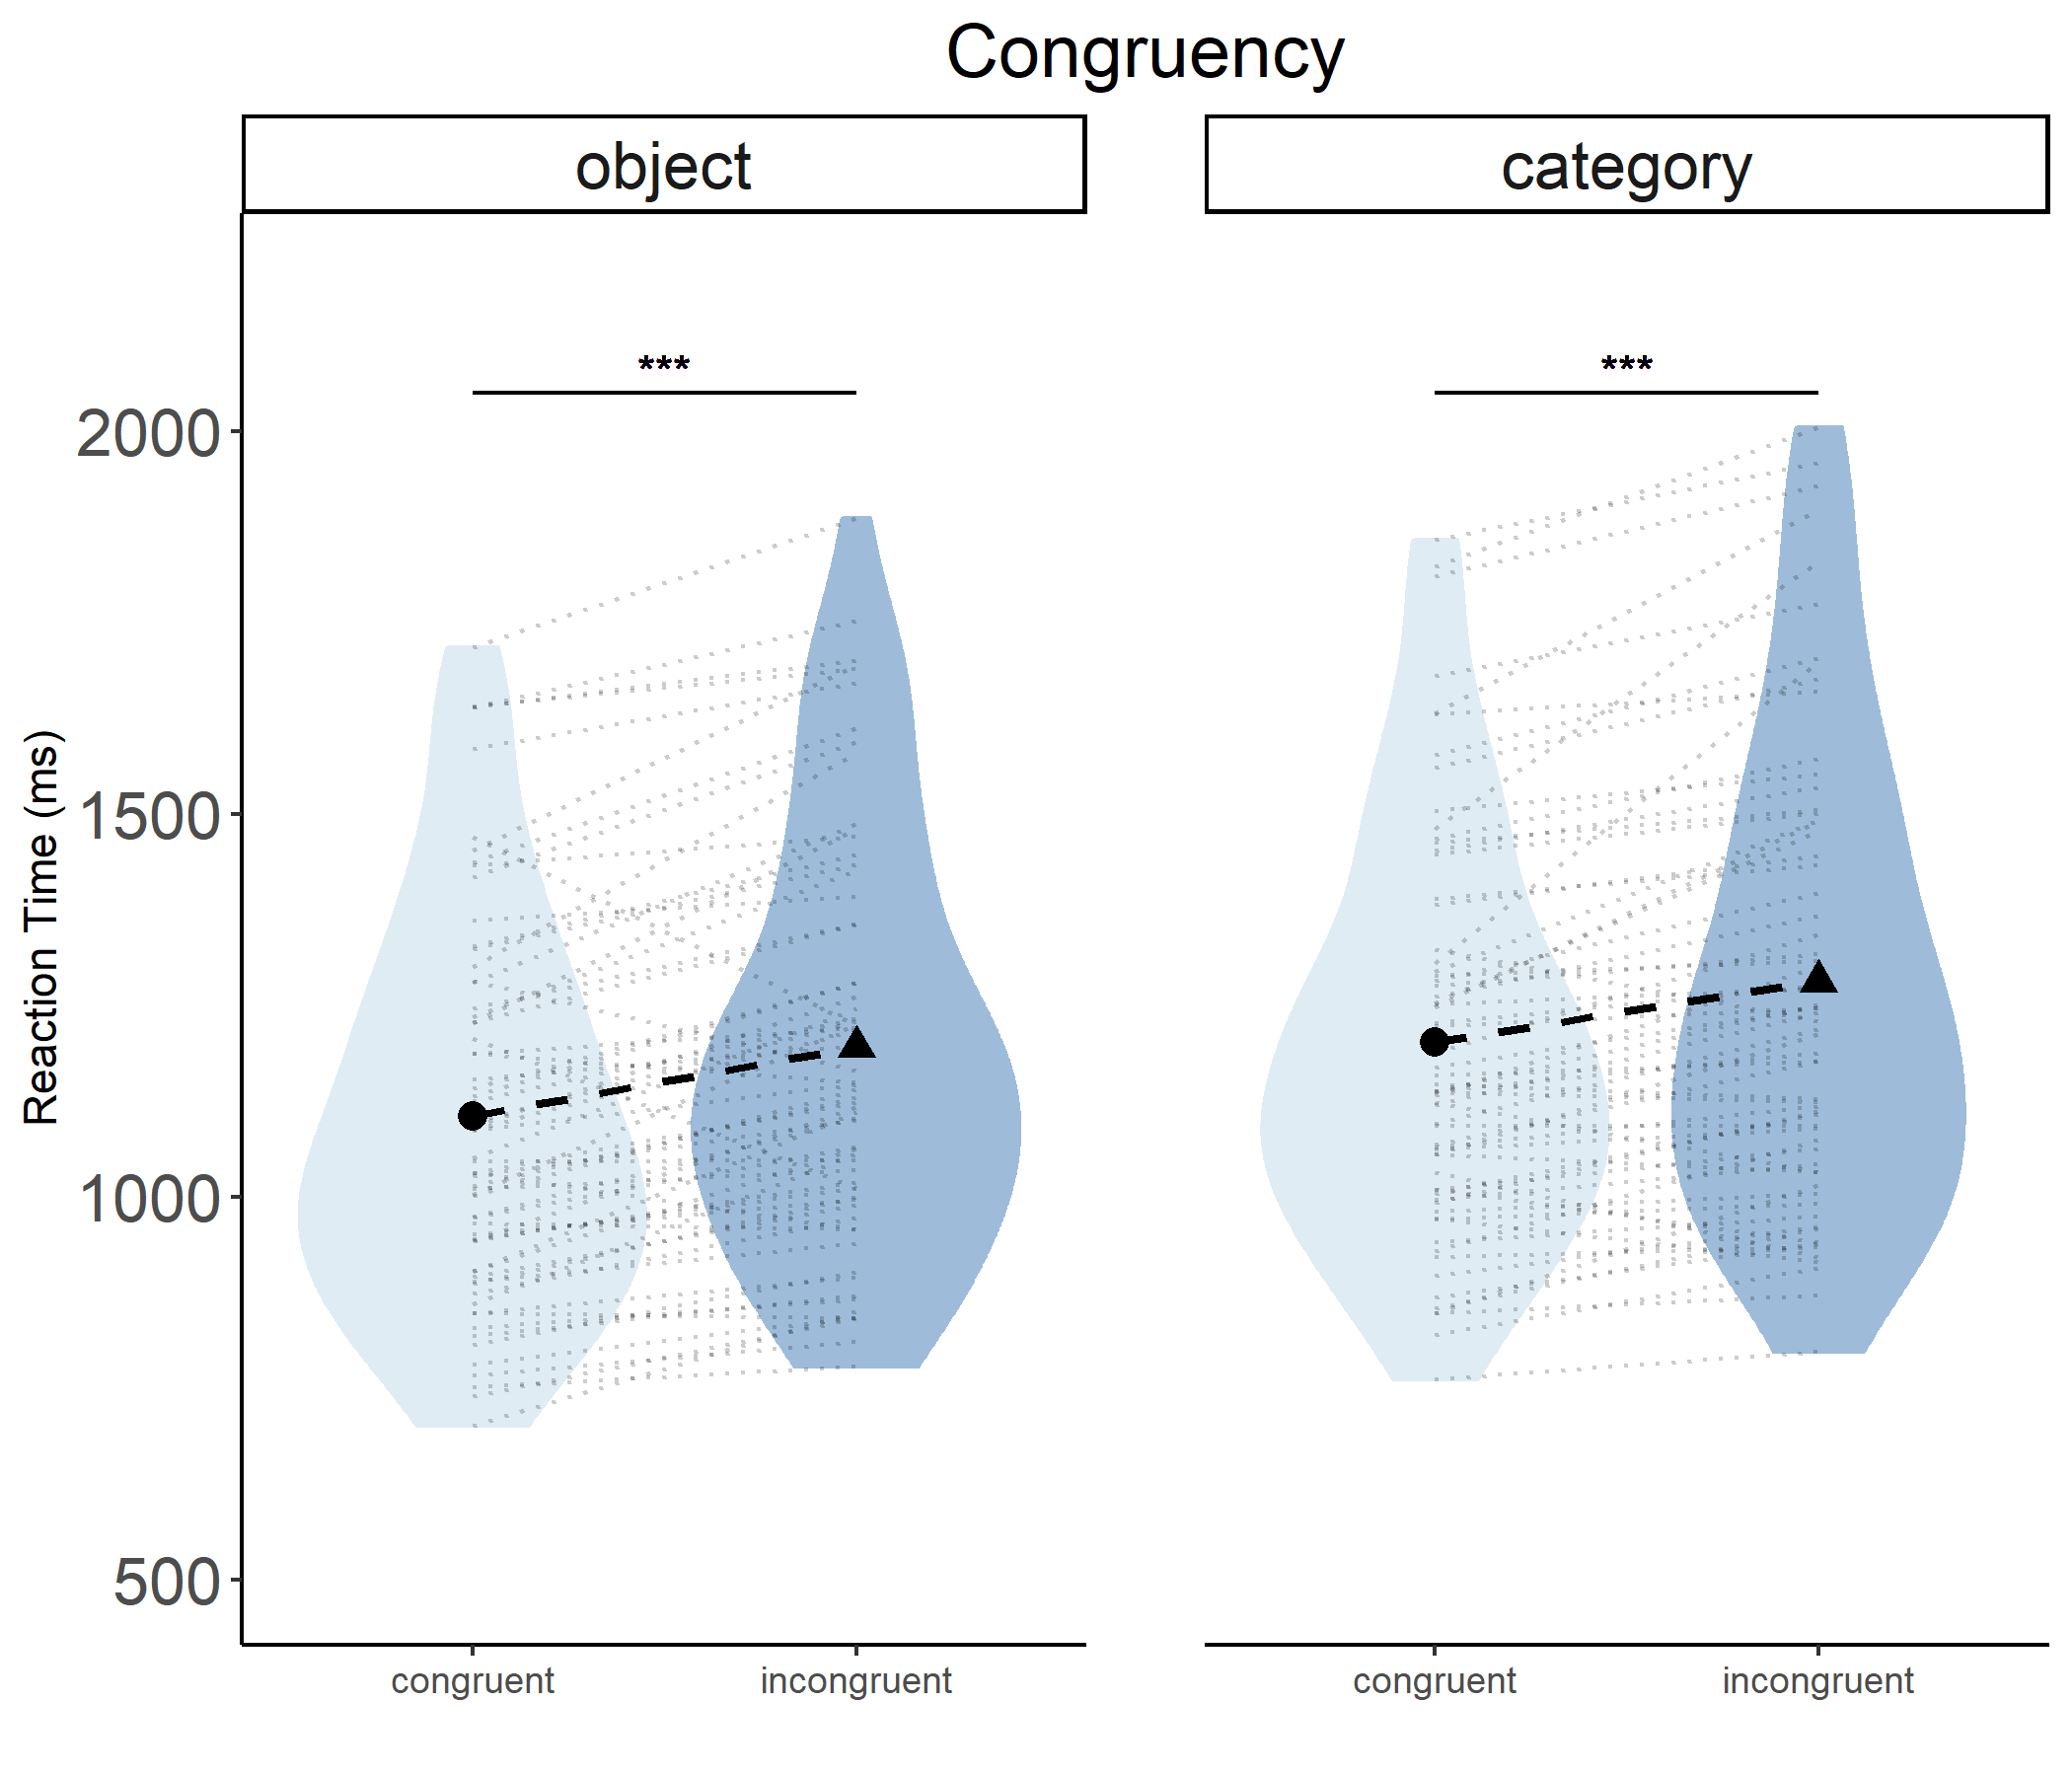 Congruency
object
category
***
***
2000
1500
1000
500
Reaction Time (ms)
congruent
incongruent
congruent
incongruent